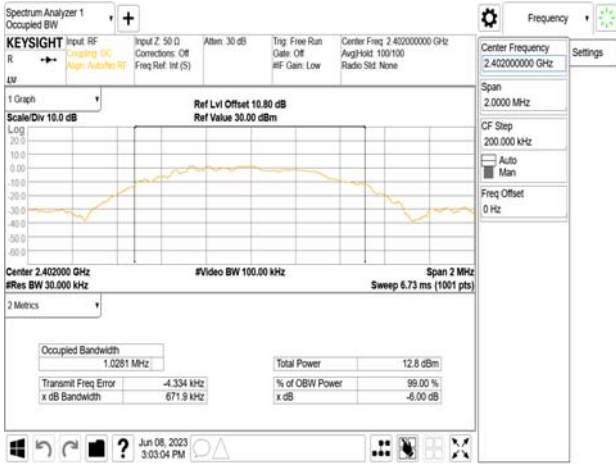 Spectrum Analyzer 1
Occupied BW
+
Frequency
KEYSIGHT
R
Input: RF
Coupling: DC
Align: Auto/No RF
Input Z: 50 Ω
Corrections: Off
Freq Ref: Int (S)
Atten: 30 dB
Trig: Free Run
Gate: Off
#IF Gain: Low
Center Freq: 2.402000000 GHz
Avg|Hold: 100/100
Radio Std: None
Center Frequency
2.402000000 GHz
Settings
Span
2.0000 MHz
CF Step
200.000 kHz
Auto
Man
Freq Offset
0 Hz
1 Graph
Scale/Div 10.0 dB
Ref Lvl Offset 10.80 dB
Ref Value 30.00 dBm
Log
20.0
10.0
0.00
-10.0
-20.0
-30.0
-40.0
-50.0
-60.0
Center 2.402000 GHz
#Video BW 100.00 kHz
Span 2 MHz
#Res BW 30.000 kHz
Sweep 6.73 ms (1001 pts)
2 Metrics
Occupied Bandwidth
1.0281 MHz
Total Power 12.8 dBm
Transmit Freq Error -4.334 kHz
% of OBW Power 99.00 %
x dB Bandwidth 671.9 kHz
x dB -6.00 dB
?
Jun 08, 2023
3:03:04 PM